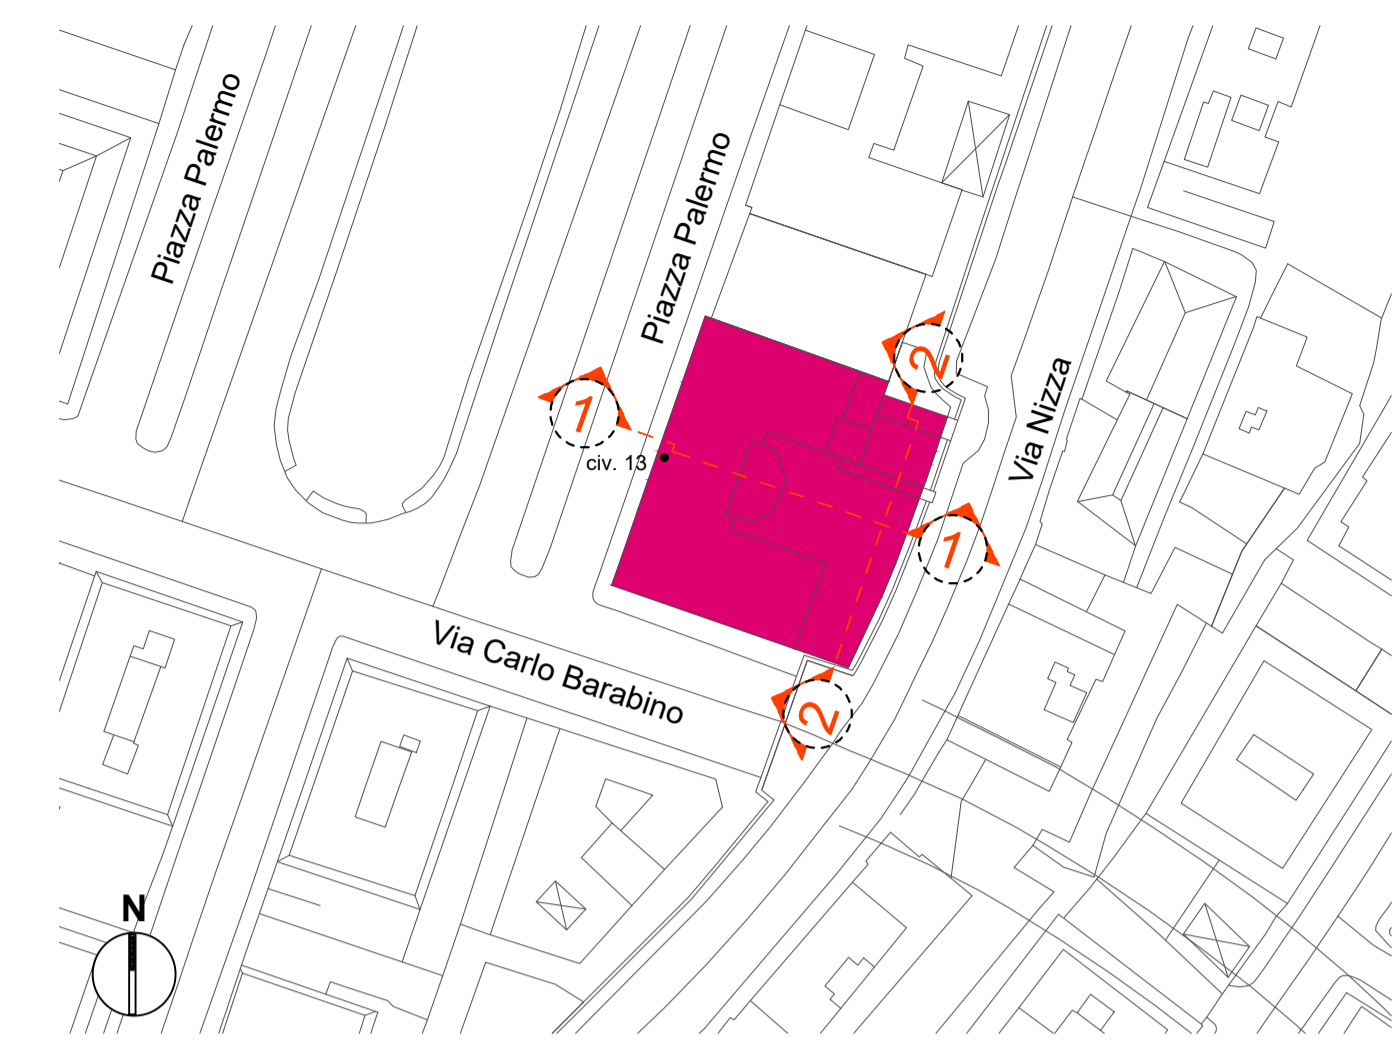 Piazza Palermo
Piazza Palermo
2
Via Nizza
1
civ. 13
1
Via Carlo Barabino
2
N